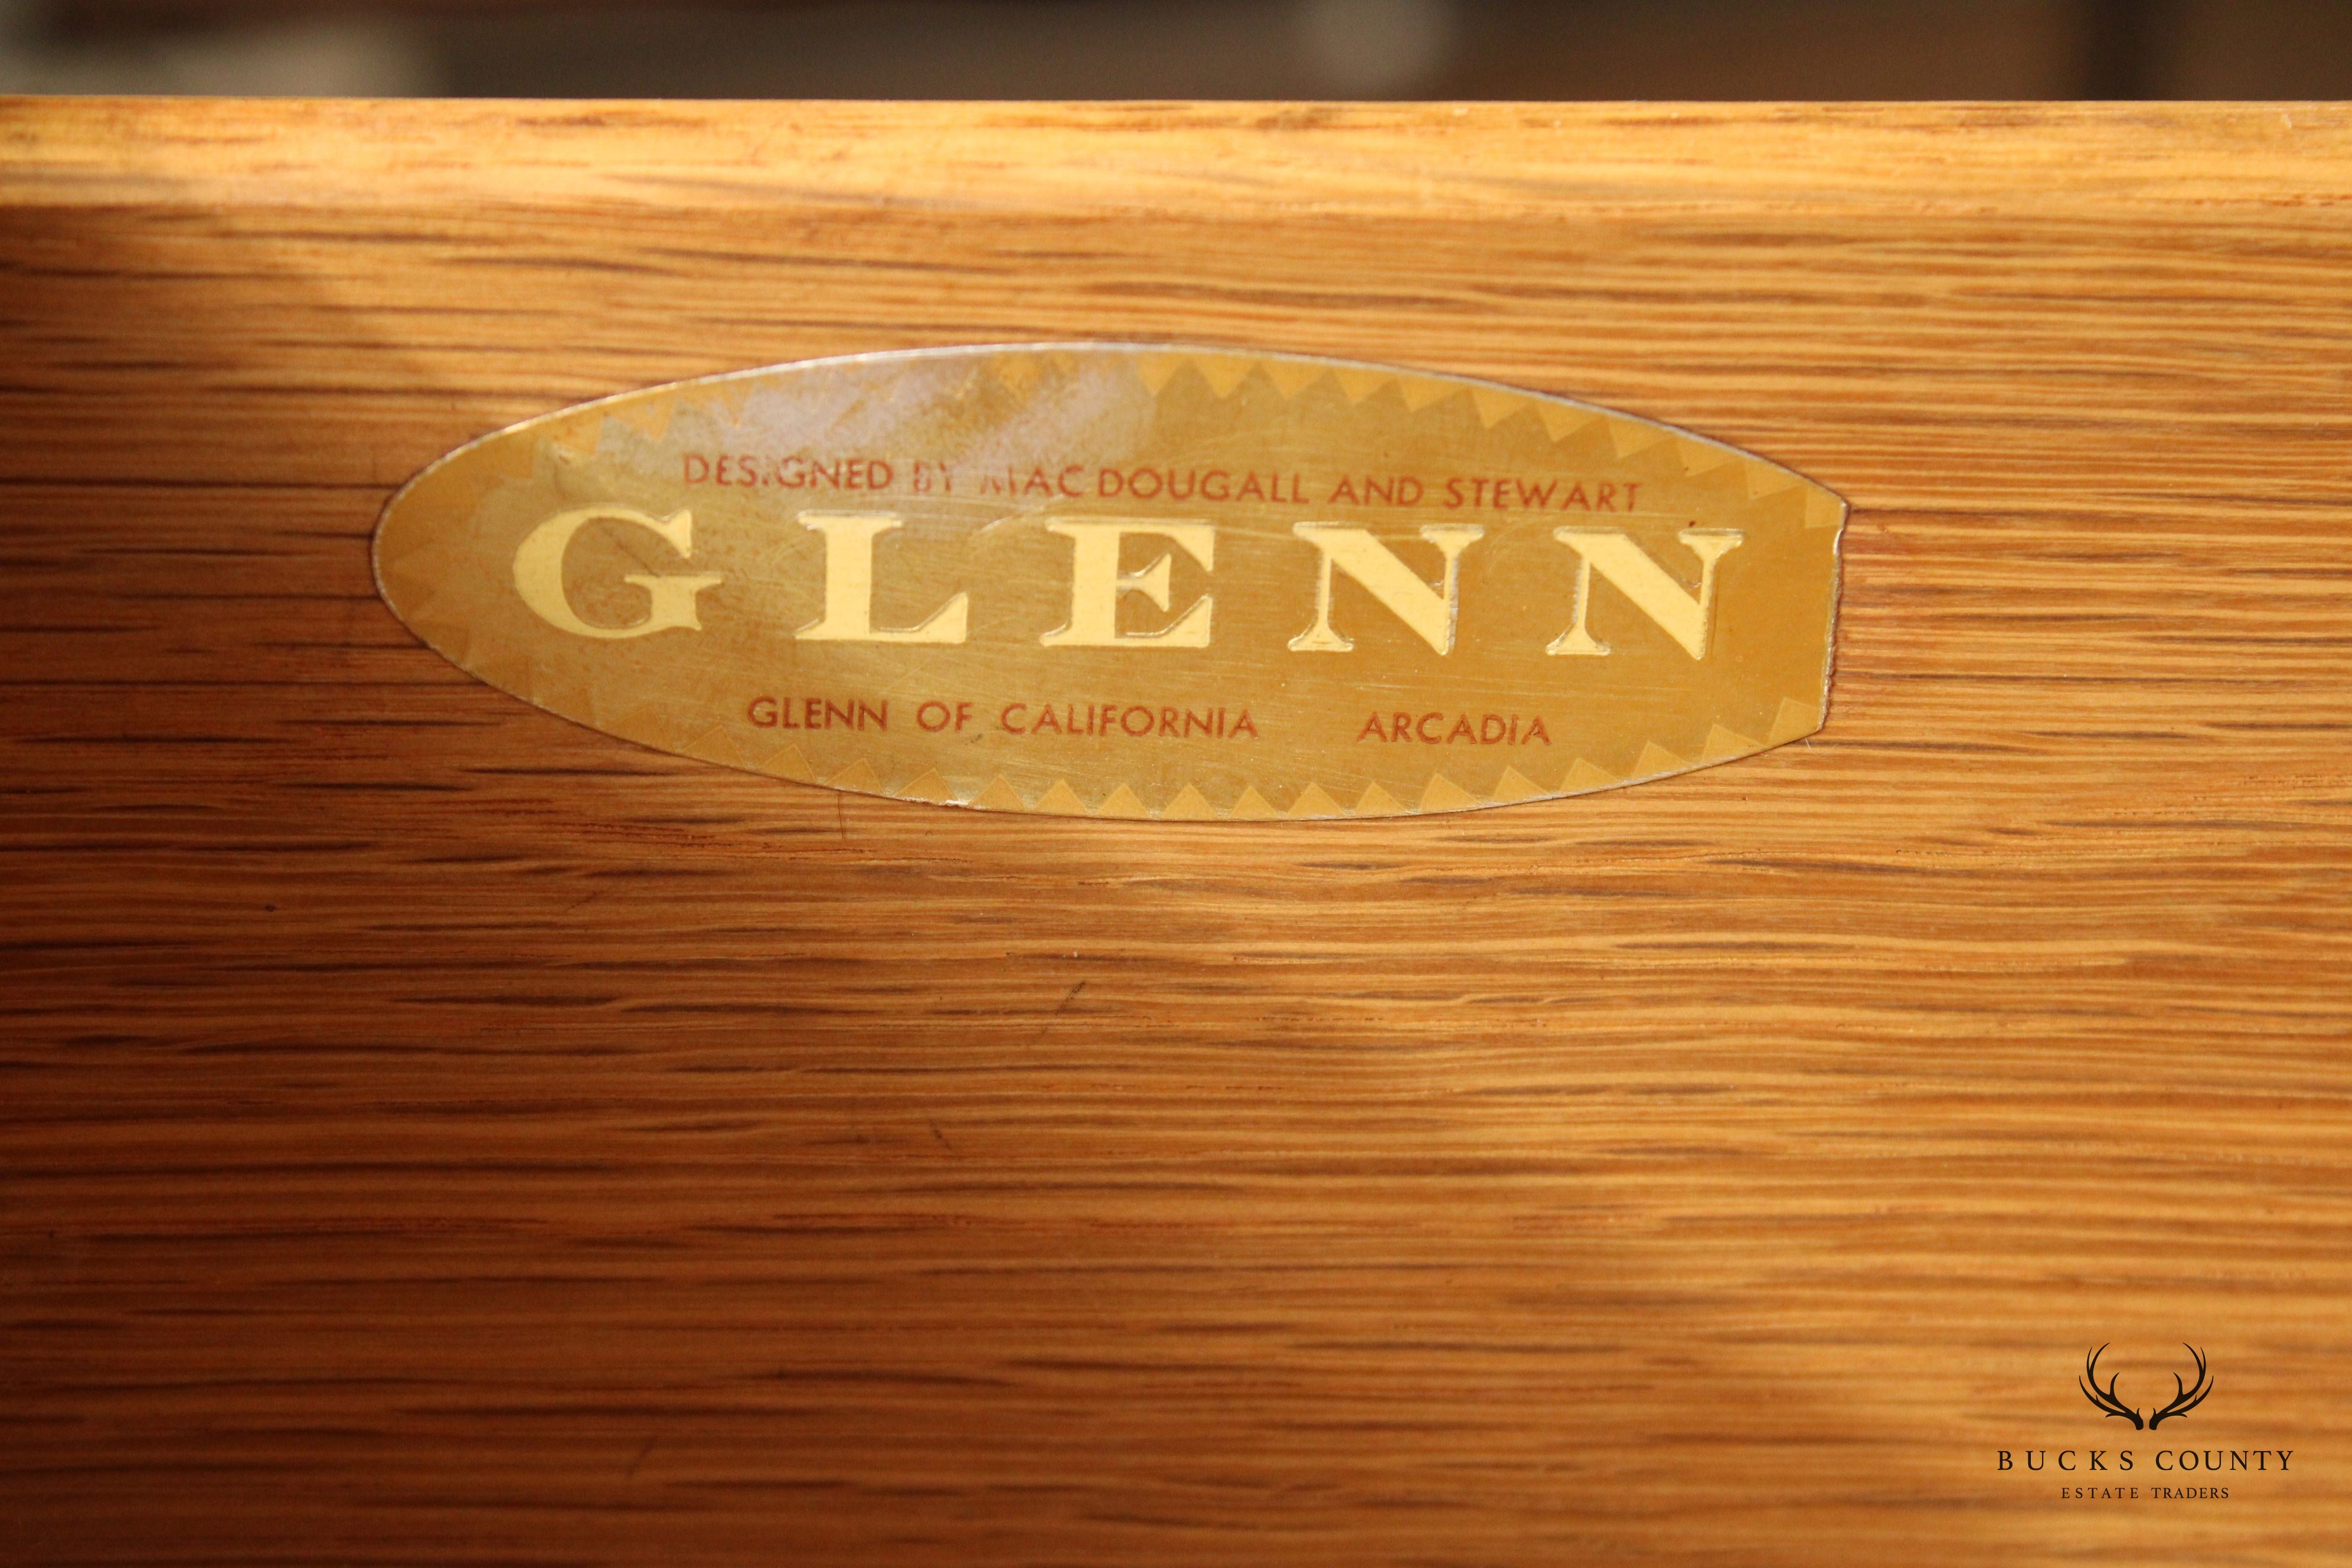 DESIGNED BY MAC DOUGALL AND STEWART
GLENN
GLENN OF CALIFORNIA ARCADIA
BUCKS COUNTY
ESTATE TRADERS